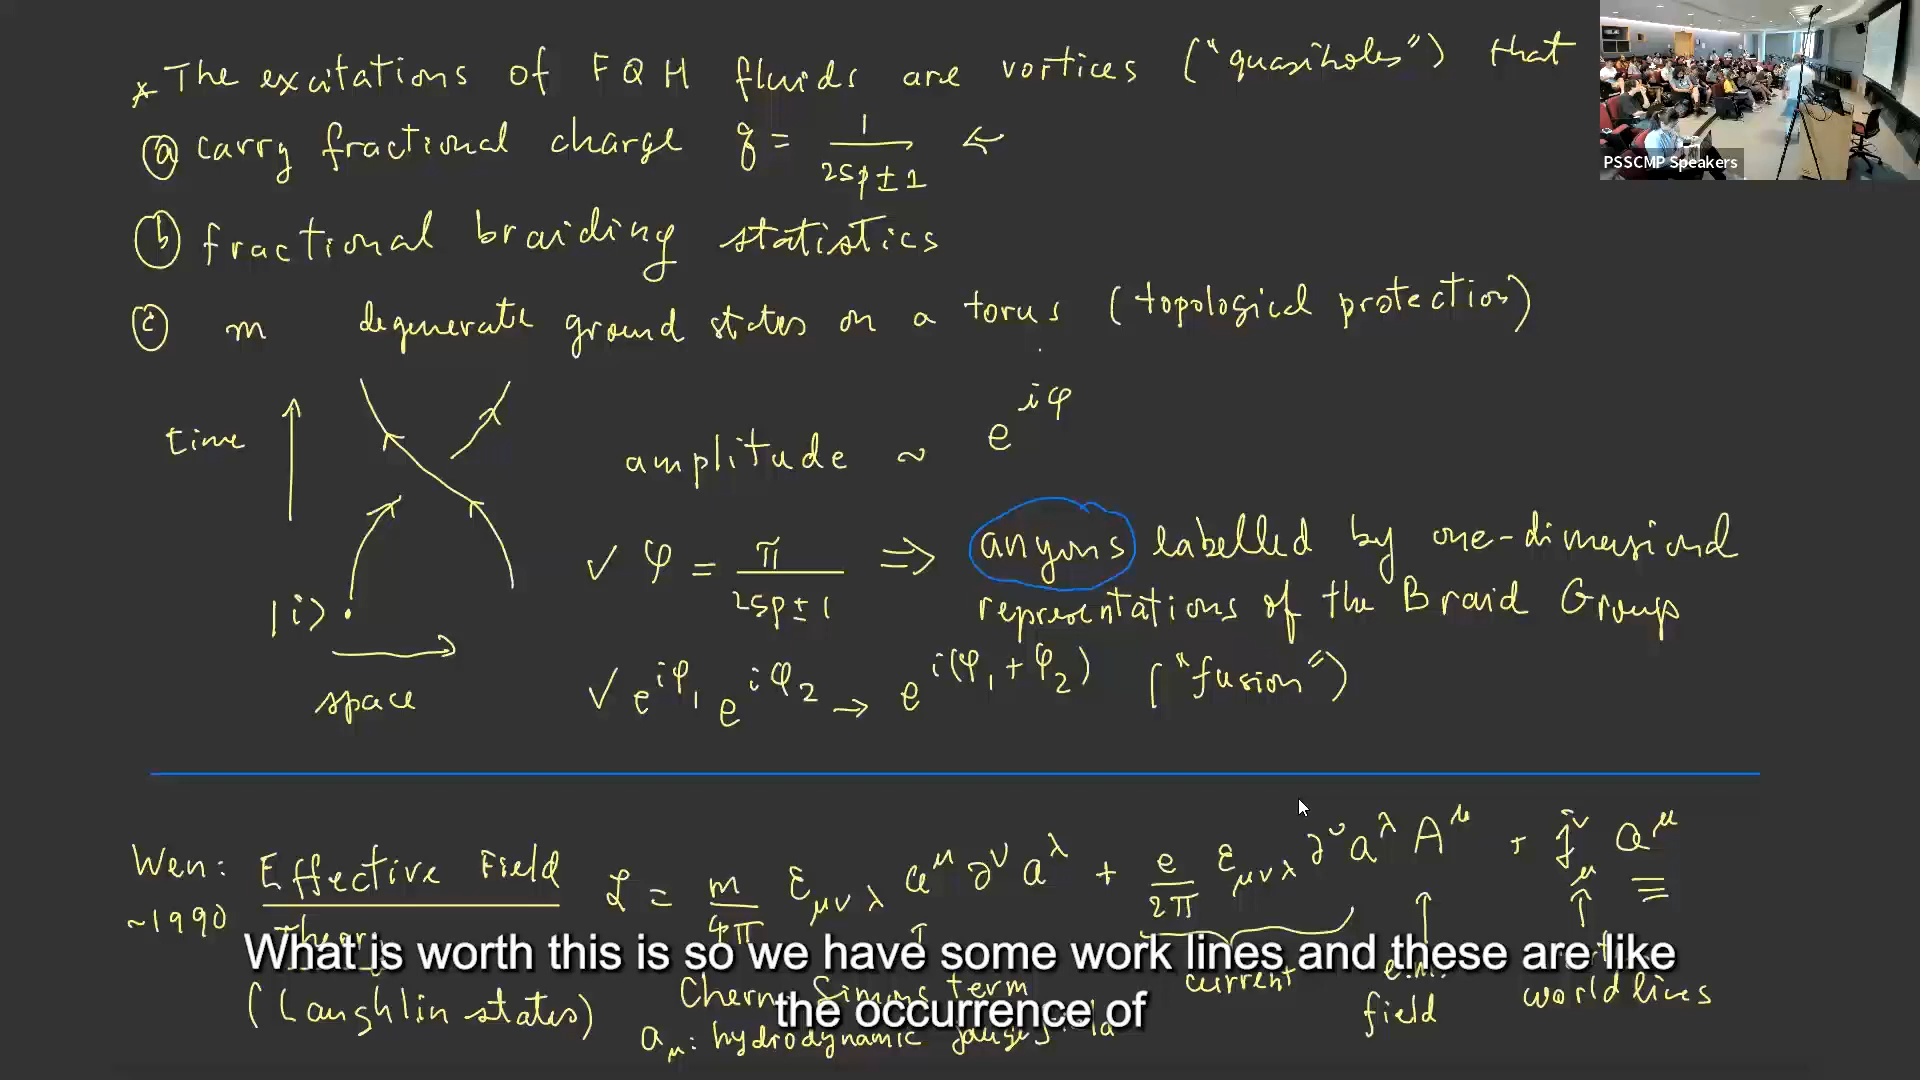 * The excitations of FQH fluids are vortices ("quasiholes") that
PSSCMP Speakers
(a) carry fractional charge q = 1/(2sp ± 1) ←
(b) fractional braiding statistics
(c) m degenerate ground states on a torus (topological protection)
time
amplitude ~ e^{iφ}
✓ φ = π/(2sp ± 1) ⇒ anyons labelled by one-dimensional
representations of the Braid Group
|i>
space
✓ e^{iφ₁} e^{iφ₂} → e^{i(φ₁ + φ₂)} ("fusion")
Wen: Effective Field
~1990
L = m/4π ε_{μνλ} a^μ ∂^ν a^λ + e/2π ε_{μνλ} ∂^ν a^λ A^μ + j_μ^v a^μ
What is worth this is so we have some work lines and these are like
the occurrence of
(Laughlin states)
Chern Simons term
current
e.m.
field
world lines
a_μ: hydrodynamic gauge field